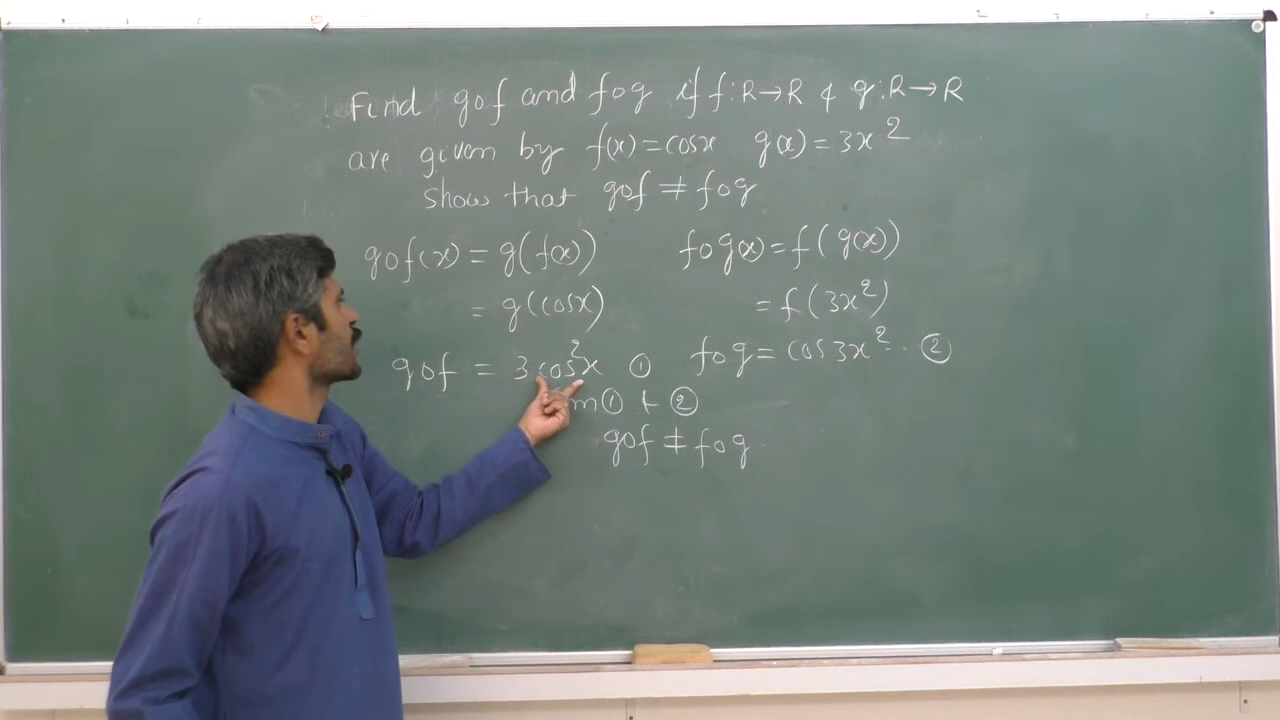 Find gof and fog if f:R→R & g:R→R
are given by f(x)=cosx g(x)=3x²
show that gof ≠ fog
gof(x) = g(f(x))
= g(cosx)
gof = 3cos²x ①
fog(x)=f(g(x))
=f(3x²)
fog=cos3x². ②
① & ②
gof ≠ fog